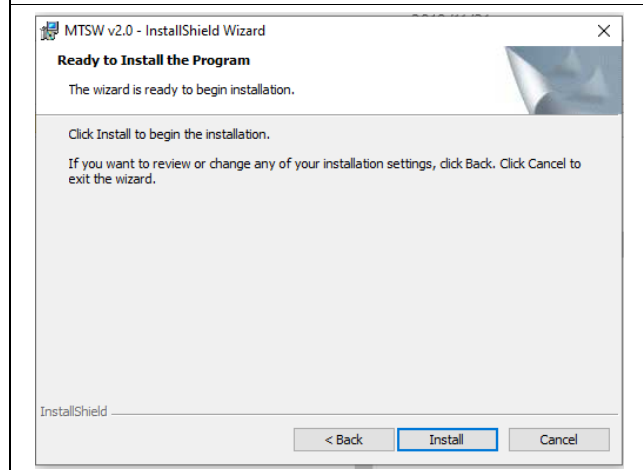 MTSW v2.0 - InstallShield Wizard
Ready to Install the Program
The wizard is ready to begin installation.
Click Install to begin the installation.
If you want to review or change any of your installation settings, click Back. Click Cancel to
exit the wizard.
InstallShield
< Back Install Cancel